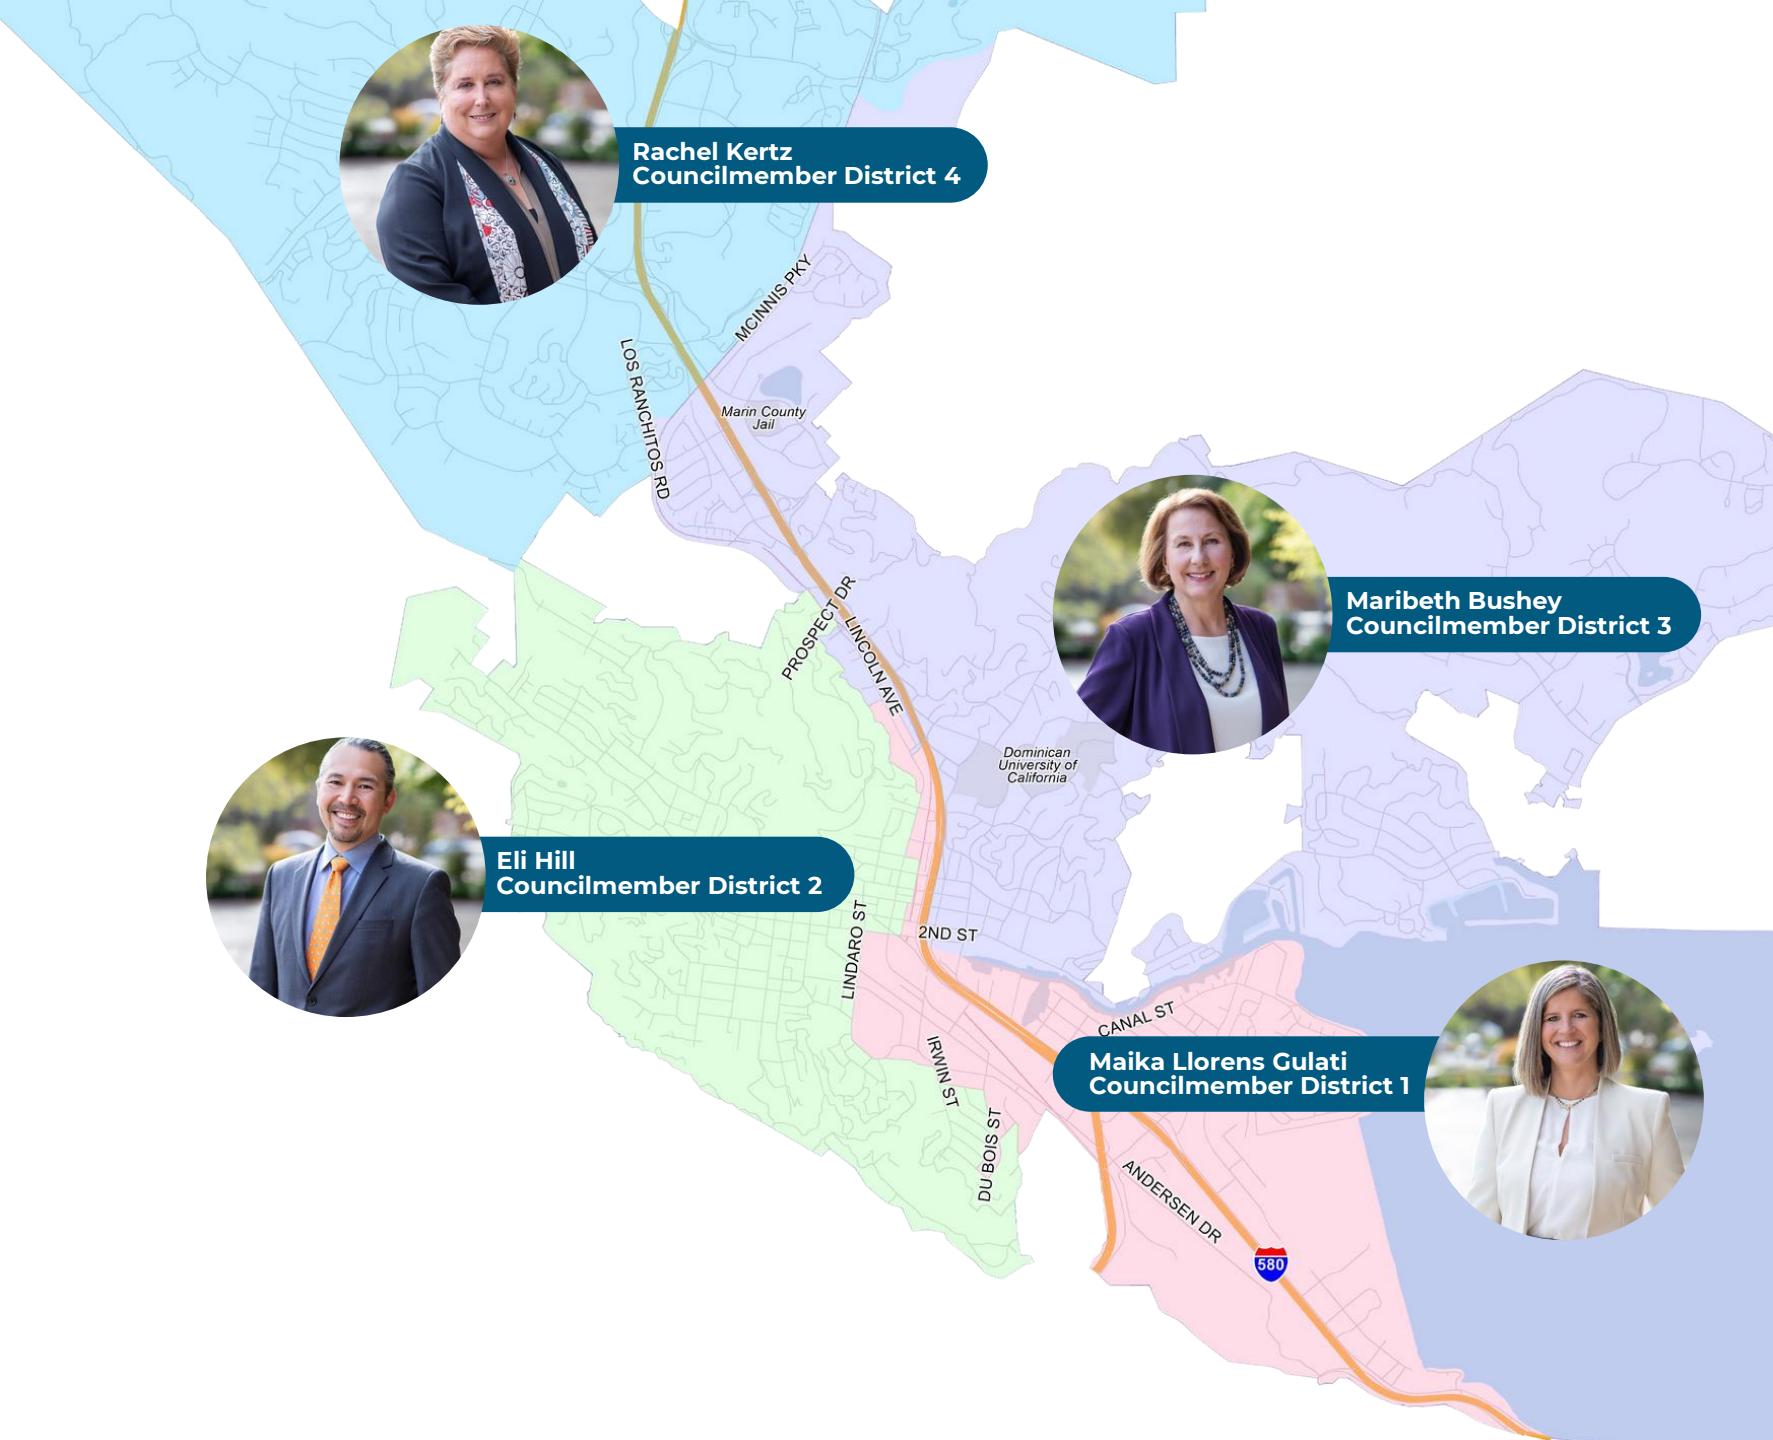 Rachel Kertz
Councilmember District 4
MCINNIS PKY
LOS RANCHITOS RD
Marin County
Jail
Maribeth Bushey
Councilmember District 3
PROSPECT DR
LINCOLN AVE
Dominican
University of
California
Eli Hill
Councilmember District 2
LINDARO ST
2ND ST
CANAL ST
IRWIN ST
Maika Llorens Gulati
Councilmember District 1
DU BOIS ST
ANDERSEN DR
580